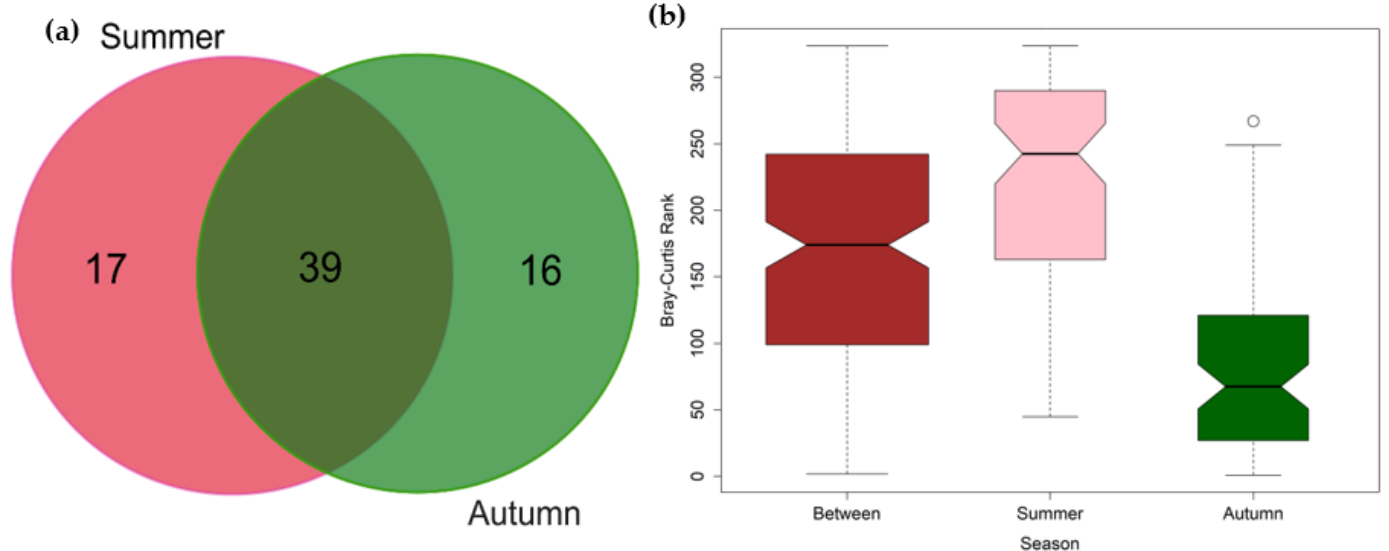 (a)
Summer
17
39
16
Autumn
(b)
Bray-Curtis Rank
300
250
200
150
100
50
0
Between
Summer
Autumn
Season